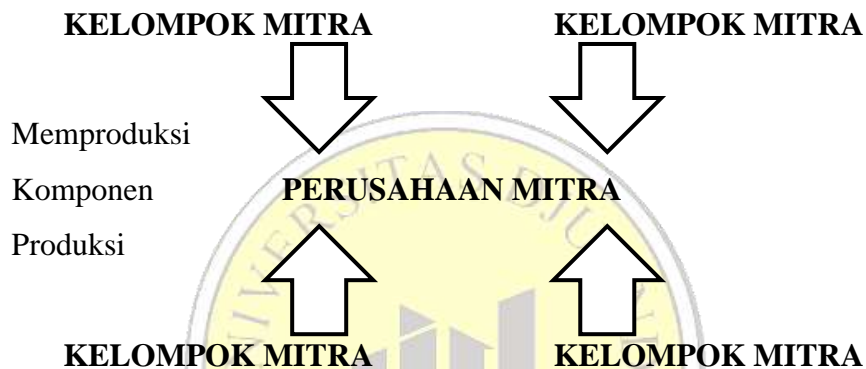 KELOMPOK MITRA KELOMPOK MITRA
Memproduksi
Komponen PERUSAHAAN MITRA
Produksi
KELOMPOK MITRA KELOMPOK MITRA